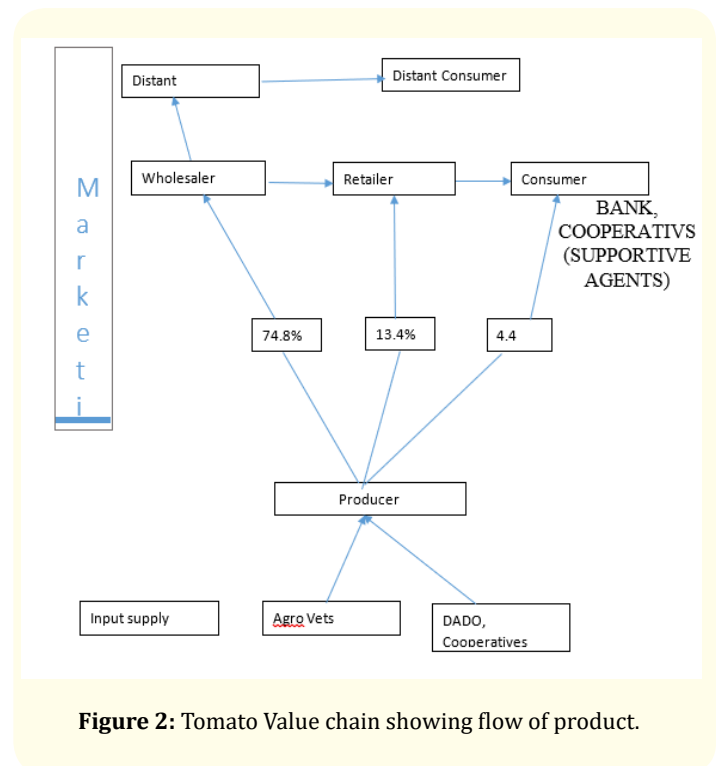 Distant
Distant Consumer
Marketi
Wholesaler
Retailer
Consumer
BANK,
COOPERATIVS
(SUPPORTIVE
AGENTS)
74.8%
13.4%
4.4
Producer
Input supply
Agro Vets
DADO,
Cooperatives
Figure 2: Tomato Value chain showing flow of product.